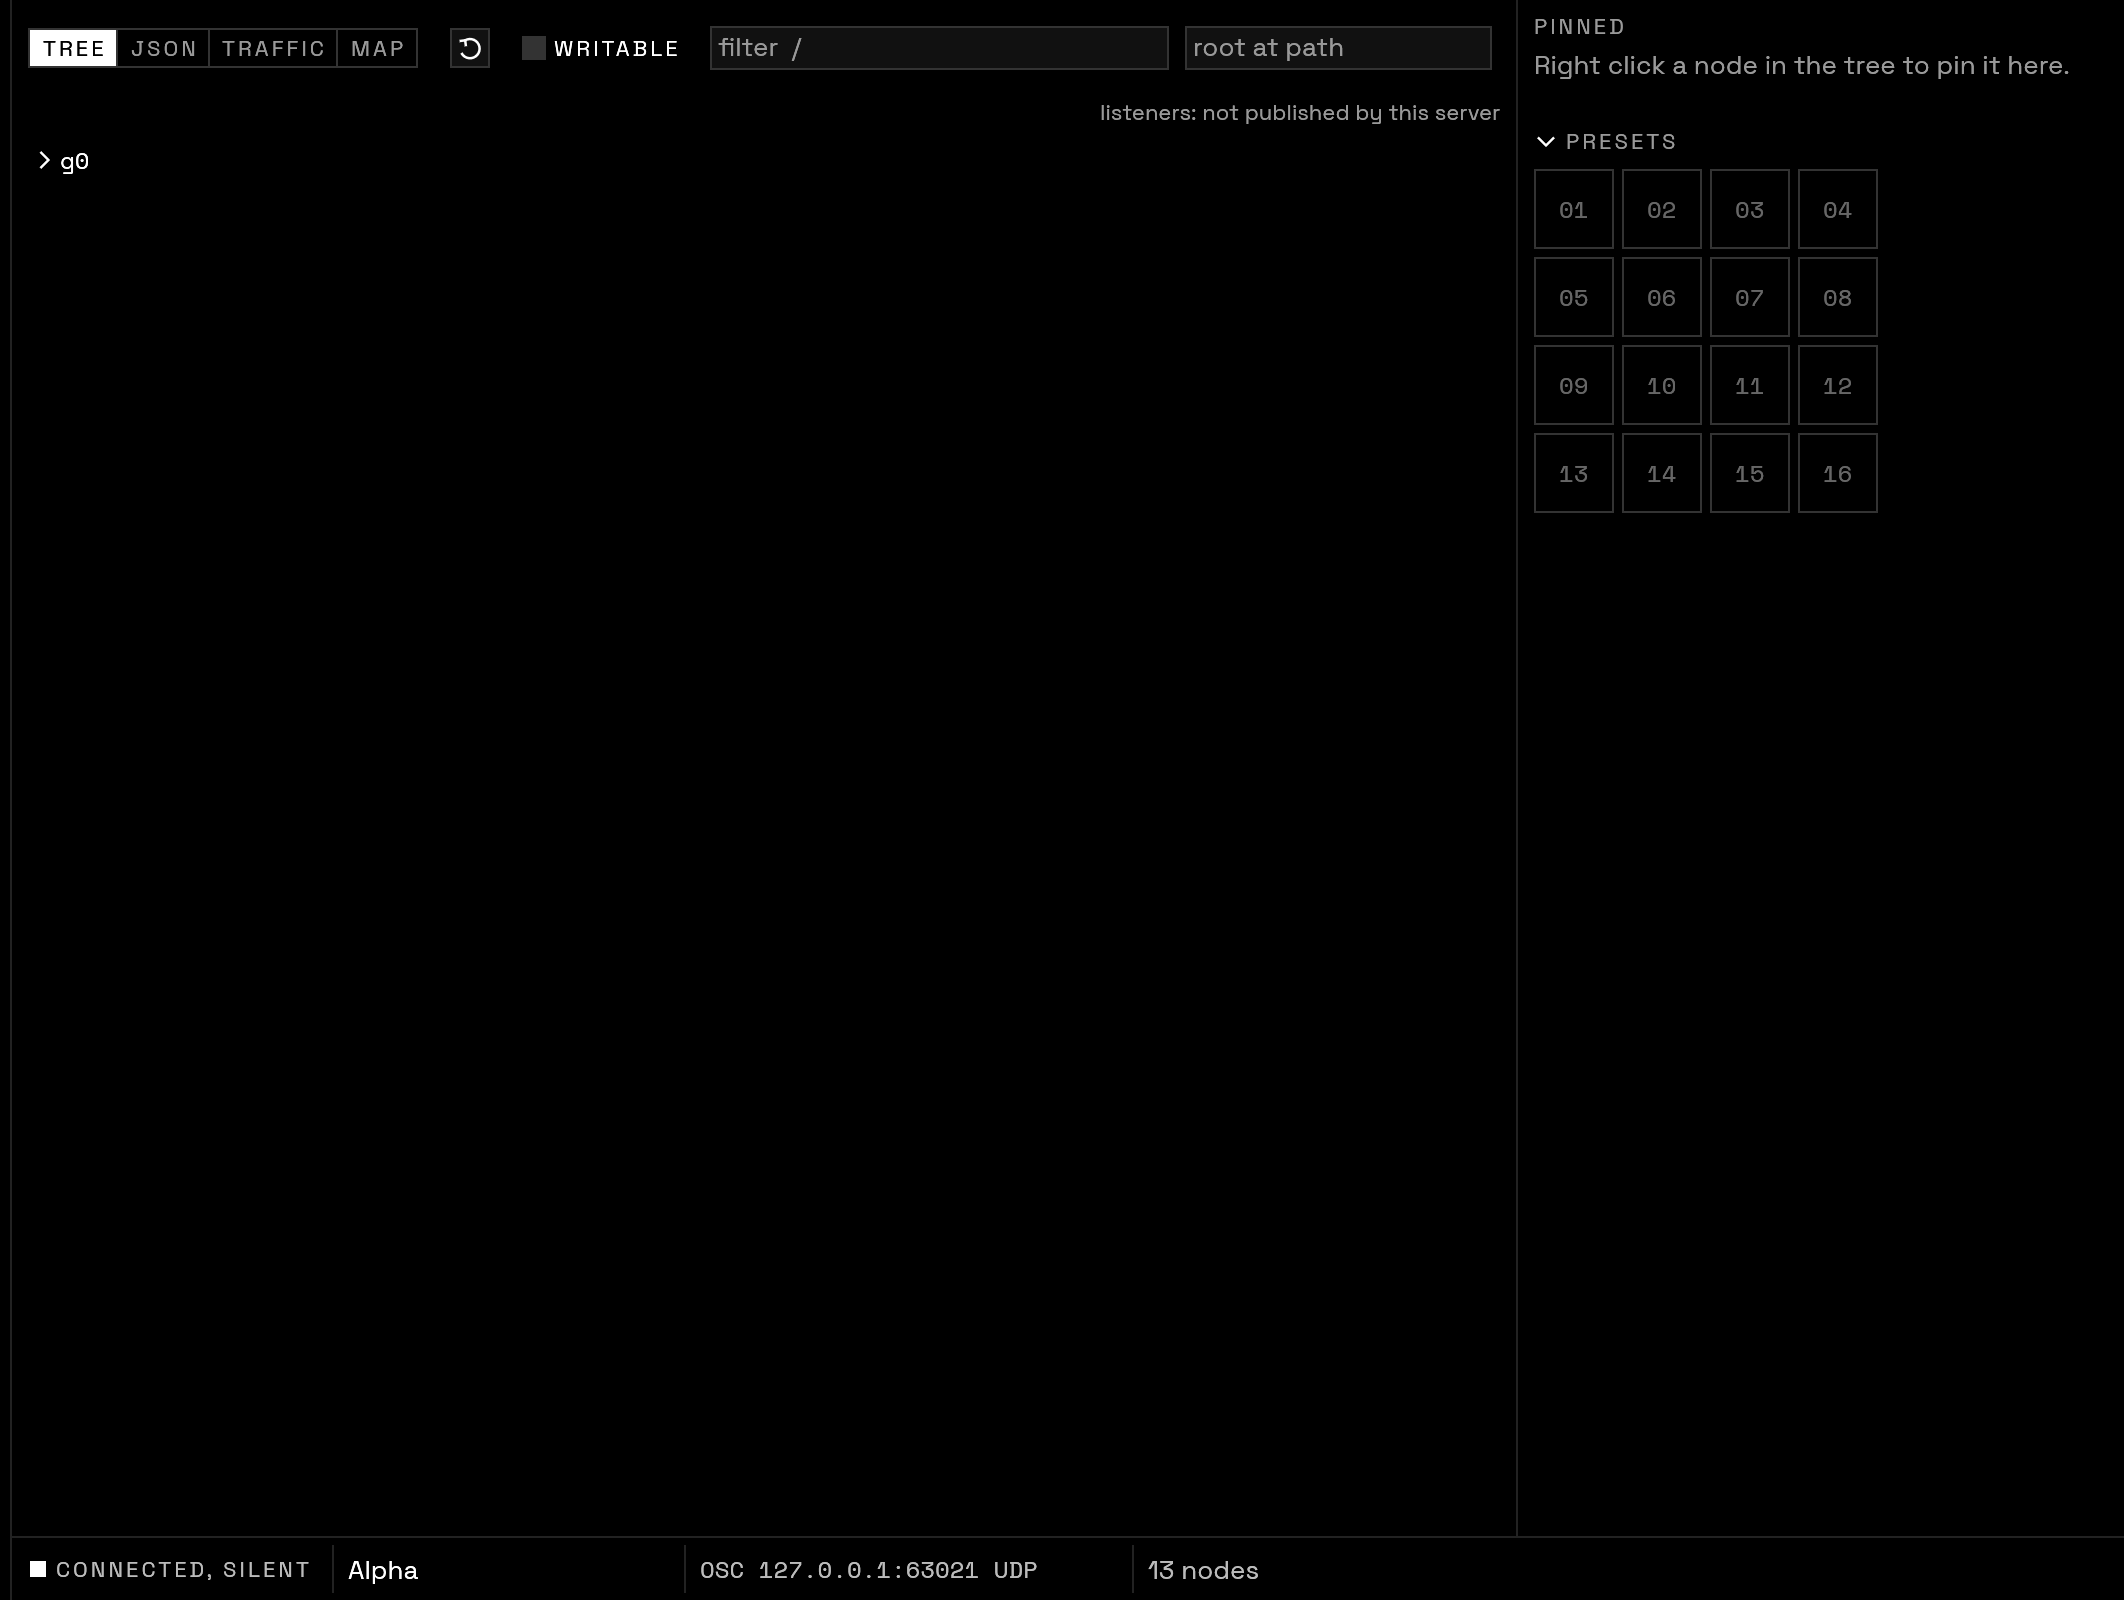 TREE JSON TRAFFIC MAP WRITABLE filter / root at path
listeners: not published by this server
g0
PINNED
Right click a node in the tree to pin it here.
PRESETS
01 02 03 04
05 06 07 08
09 10 11 12
13 14 15 16
CONNECTED, SILENT Alpha OSC 127.0.0.1:63021 UDP 13 nodes